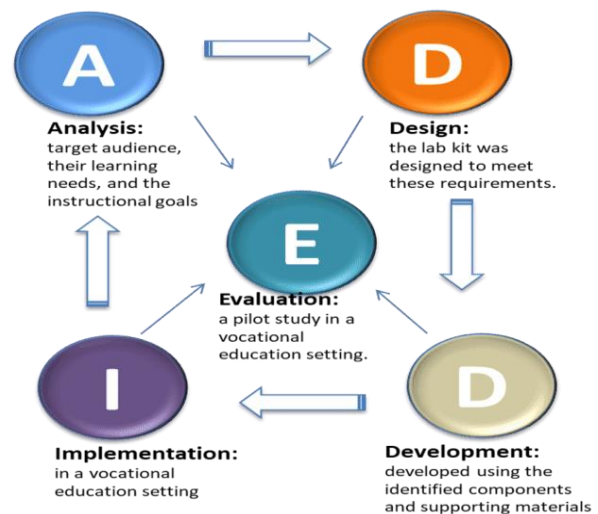 A
Analysis:
target audience,
their learning
needs, and the
instructional goals
D
Design:
the lab kit was
designed to meet
these requirements.
E
Evaluation:
a pilot study in a
vocational
education setting.
I
Implementation:
in a vocational
education setting
D
Development:
developed using the
identified components
and supporting materials